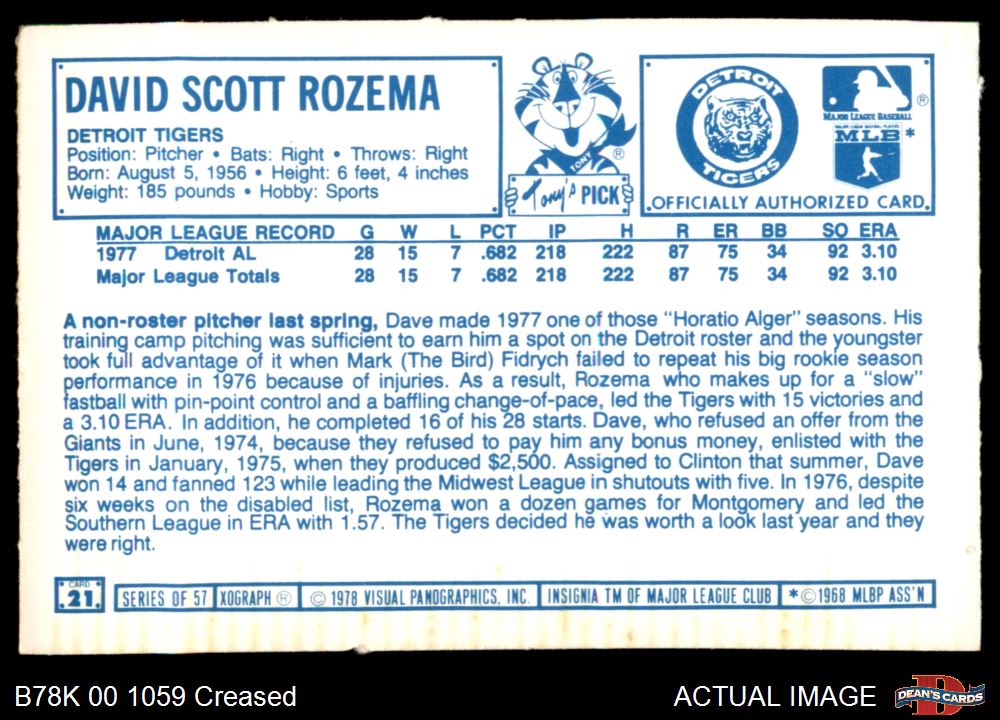 DAVID SCOTT ROZEMA
DETROIT TIGERS
Position: Pitcher • Bats: Right • Throws: Right
Born: August 5, 1956 • Height: 6 feet, 4 inches
Weight: 185 pounds • Hobby: Sports
TONY ®
Tony's PICK
DETROIT
TIGERS
®
MAJOR LEAGUE BASEBALL
MAJOR LEAGUE BASEBALL PLAYERS
MLB *
OFFICIALLY AUTHORIZED CARD
MAJOR LEAGUE RECORD G W L PCT IP H R ER BB SO ERA
1977 Detroit AL 28 15 7 .682 218 222 87 75 34 92 3.10
Major League Totals 28 15 7 .682 218 222 87 75 34 92 3.10
A non-roster pitcher last spring, Dave made 1977 one of those "Horatio Alger" seasons. His
training camp pitching was sufficient to earn him a spot on the Detroit roster and the youngster
took full advantage of it when Mark (The Bird) Fidrych failed to repeat his big rookie season
performance in 1976 because of injuries. As a result, Rozema who makes up for a "slow"
fastball with pin-point control and a baffling change-of-pace, led the Tigers with 15 victories and
a 3.10 ERA. In addition, he completed 16 of his 28 starts. Dave, who refused an offer from the
Giants in June, 1974, because they refused to pay him any bonus money, enlisted with the
Tigers in January, 1975, when they produced $2,500. Assigned to Clinton that summer, Dave
won 14 and fanned 123 while leading the Midwest League in shutouts with five. In 1976, despite
six weeks on the disabled list, Rozema won a dozen games for Montgomery and led the
Southern League in ERA with 1.57. The Tigers decided he was worth a look last year and they
were right.
CARD
21 SERIES OF 57 XOGRAPH ® © 1978 VISUAL PANOGRAPHICS, INC. INSIGNIA TM OF MAJOR LEAGUE CLUB *©1968 MLBP ASS'N
B78K 00 1059 Creased ACTUAL IMAGE D DEAN'S CARDS